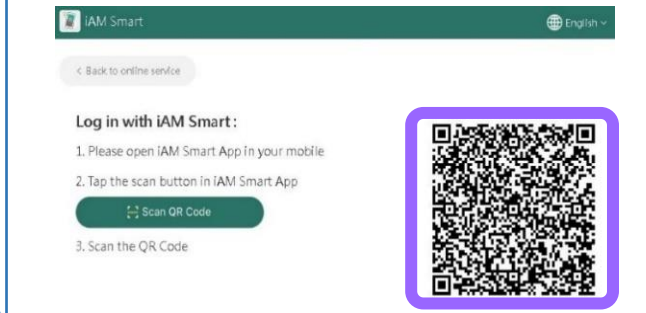 iAM Smart
English
< Back to online service
Log in with iAM Smart :
1. Please open iAM Smart App in your mobile
2. Tap the scan button in iAM Smart App
Scan QR Code
3. Scan the QR Code